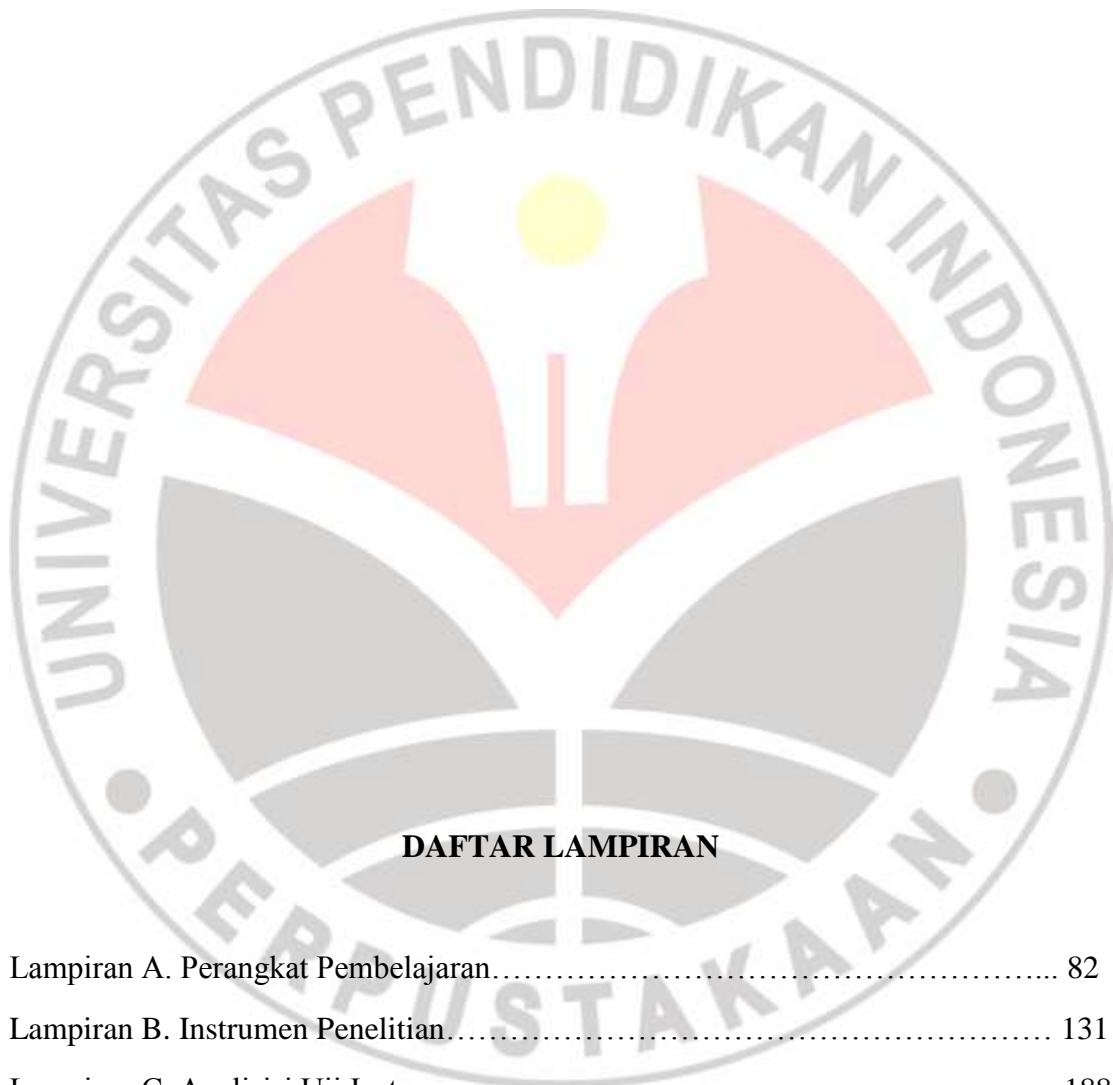 UNIVERSITAS PENDIDIKAN INDONESIA
PERPUSTAKAAN
DAFTAR LAMPIRAN
Lampiran A. Perangkat Pembelajaran…………………………………………... 82
Lampiran B. Instrumen Penelitian……………………………………………… 131